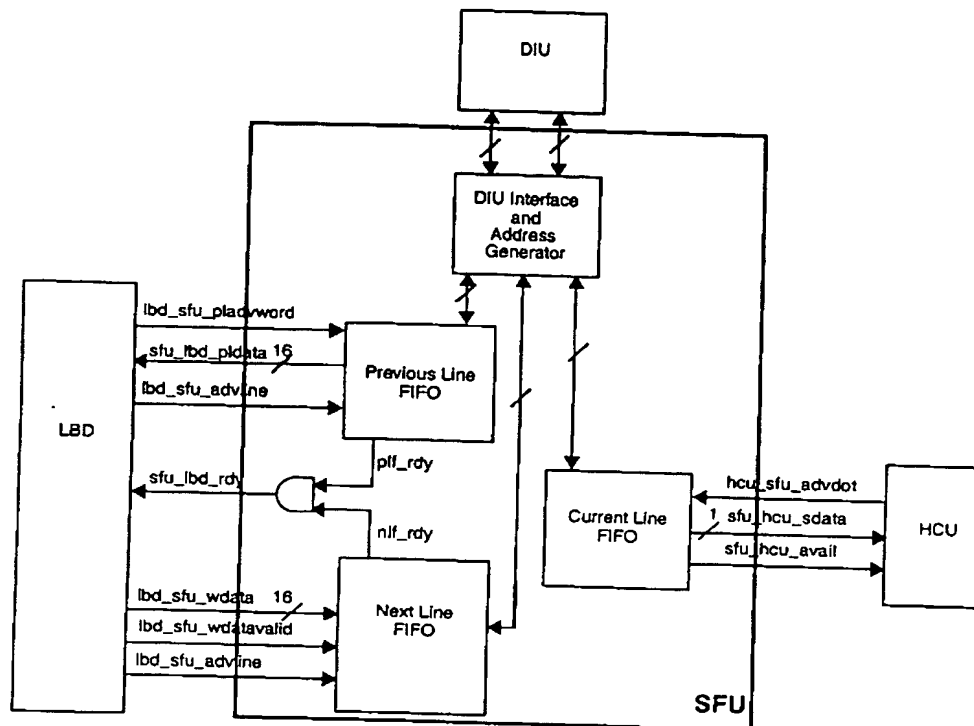 DIU
DIU Interface
and
Address
Generator
lbd_sfu_pladvword
sfu_lbd_pldata 16
lbd_sfu_advline
Previous Line
FIFO
LBD
plf_rdy
sfu_lbd_rdy
nlf_rdy
hcu_sfu_advdot
1 sfu_hcu_sdata
sfu_hcu_avail
Current Line
FIFO
HCU
lbd_sfu_wdata 16
lbd_sfu_wdatavalid
lbd_sfu_advline
Next Line
FIFO
SFU